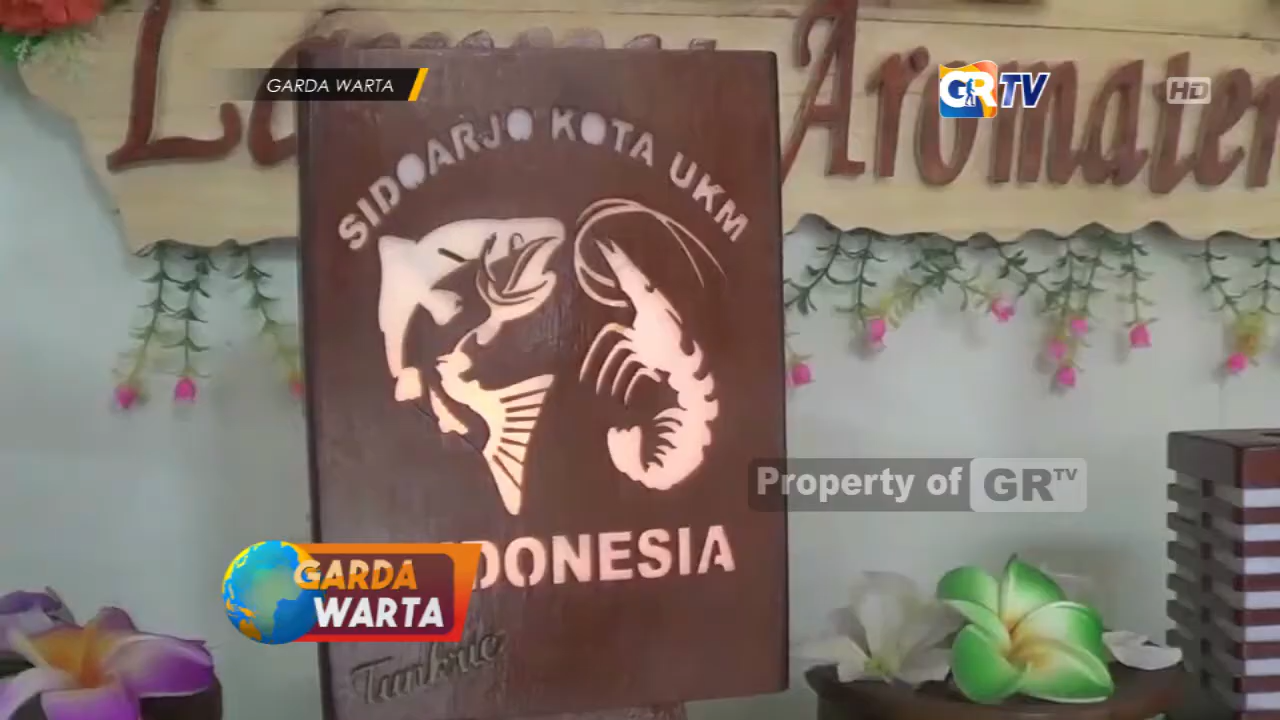 GARDA WARTA
GRTV
HD
Aromater
SIDOARJO KOTA UKM
Property of GRTV
DONESIA
GARDA
WARTA